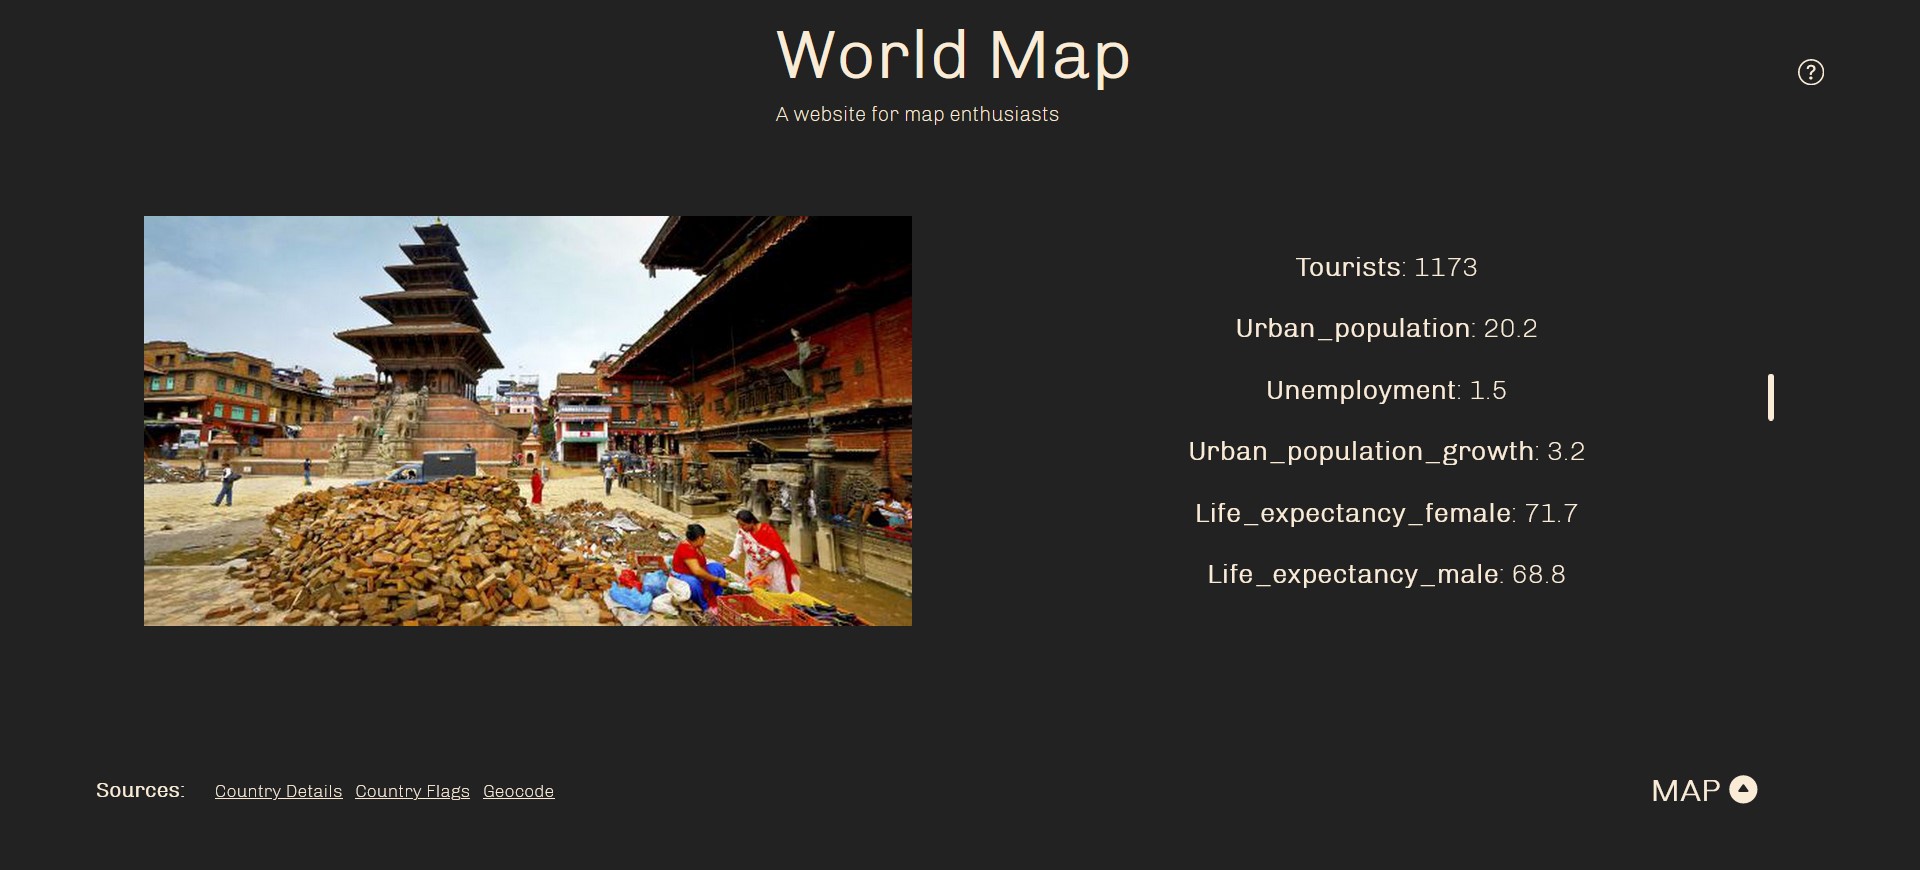 World Map
A website for map enthusiasts
Tourists: 1173
Urban_population: 20.2
Unemployment: 1.5
Urban_population_growth: 3.2
Life_expectancy_female: 71.7
Life_expectancy_male: 68.8
Sources: Country Details Country Flags Geocode
MAP